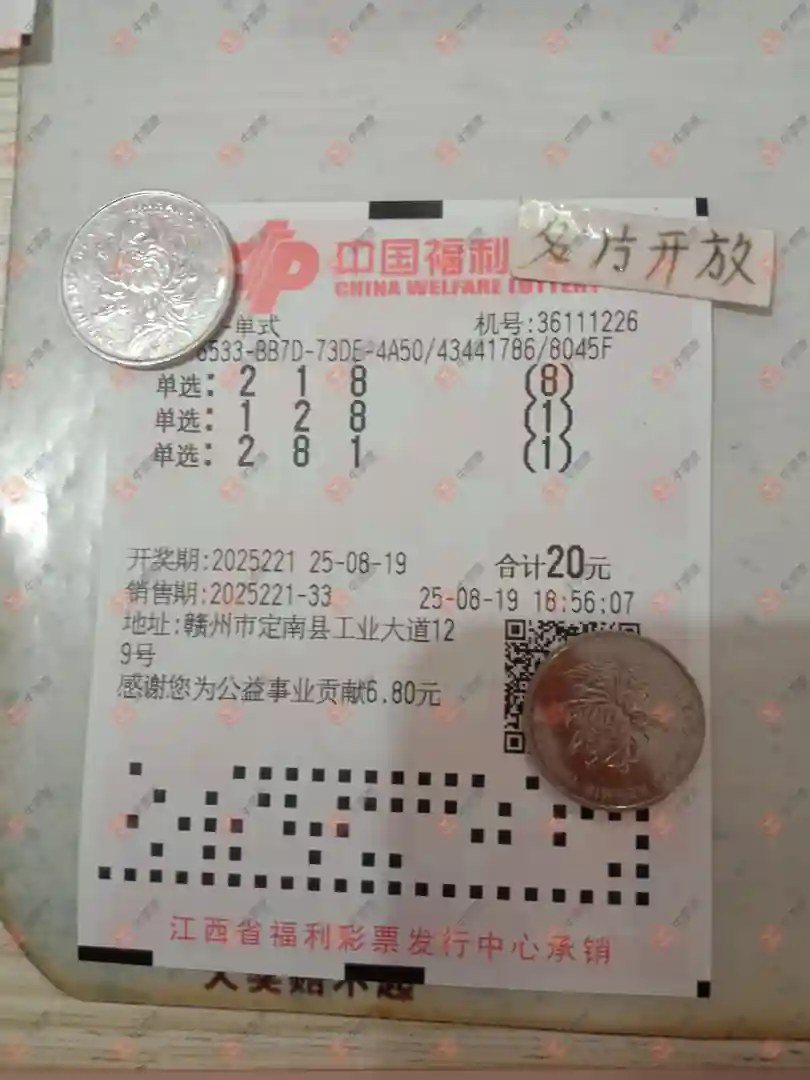 中国福利
名片开放
CHINA WELFARE LOTTERY
单式 机号:36111226
6533-BB7D-73DE-4A50/43441786/8045F
单选: 2 1 8 (8)
单选: 1 2 8 (1)
单选: 2 8 1 (1)
开奖期:2025221 25-08-19 合计20元
销售期:2025221-33 25-08-19 18:56:07
地址:赣州市定南县工业大道12
9号
感谢您为公益事业贡献6.80元
江西省福利彩票发行中心承销